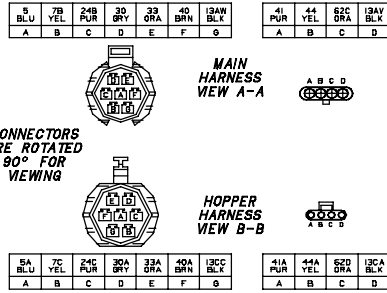 5 7B 24B 30 33 40 13AW
BLU YEL PUR GRY ORA BRN BLK
A B C D E F G
41 44 62C 13AV
PUR YEL ORA BLK
A B C D
MAIN
HARNESS
VIEW A-A
A B C D
D E
C A F
B G
ONNECTORS
RE ROTATED
90° FOR
VIEWING
HOPPER
HARNESS
VIEW B-B
E D
F A C
G B
A B C D
5A 7C 24C 30A 33A 40A 13CC
BLU YEL PUR GRY ORA BRN BLK
A B C D E F G
41A 44A 62D 13CA
PUR YEL ORA BLK
A B C D